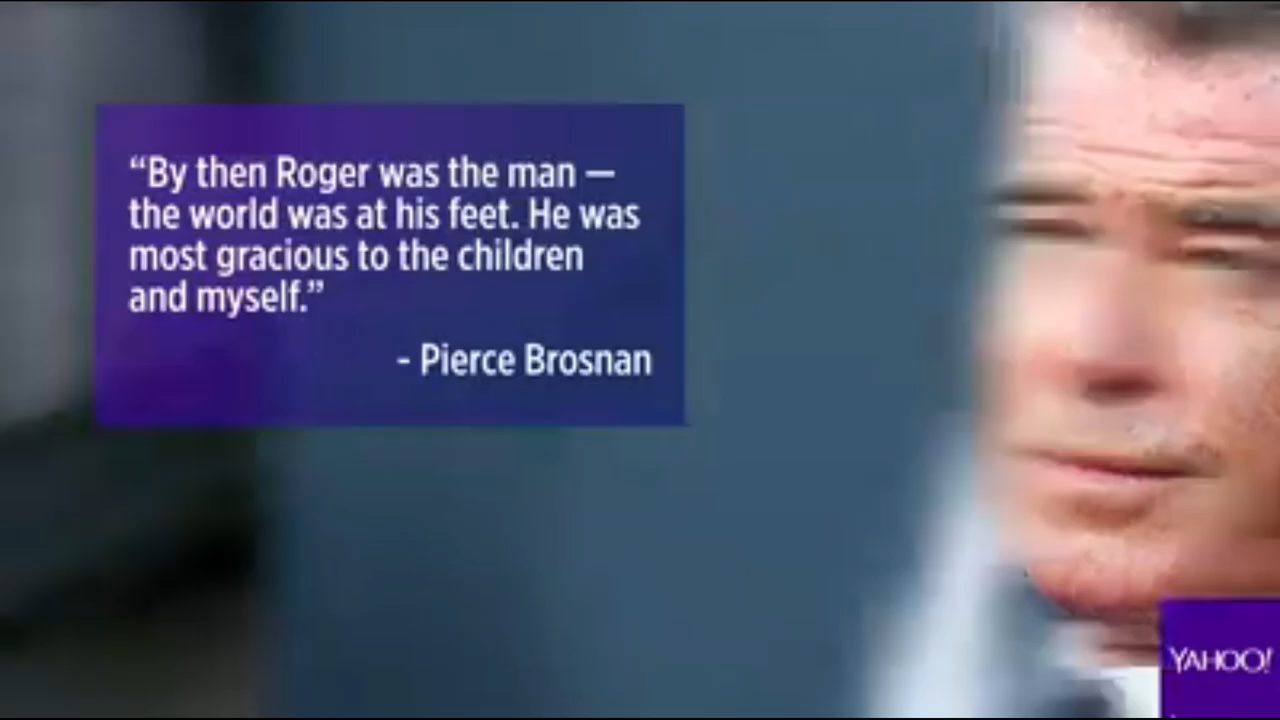 “By then Roger was the man —
the world was at his feet. He was
most gracious to the children
and myself.”
- Pierce Brosnan
YAHOO!